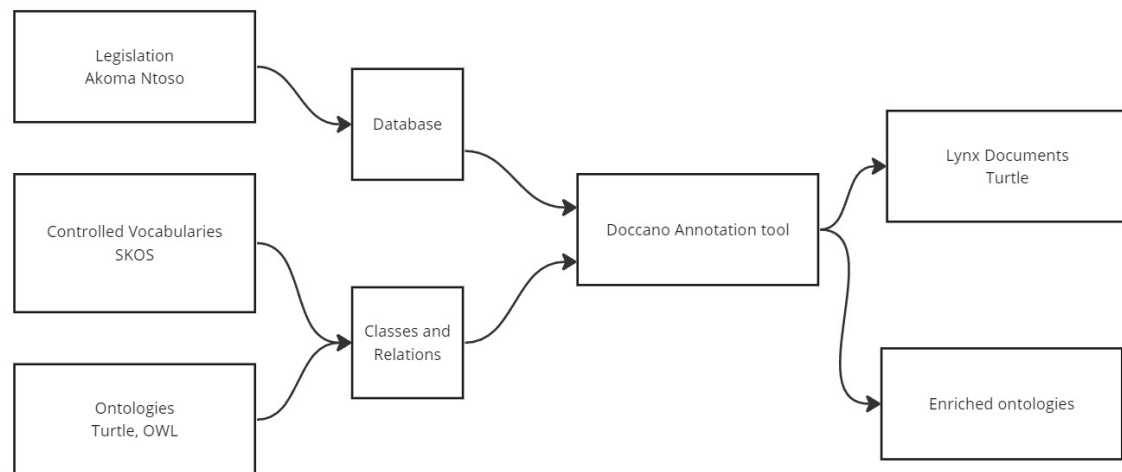 Legislation
Akoma Ntoso
Database
Controlled Vocabularies
SKOS
Classes and
Relations
Ontologies
Turtle, OWL
Doccano Annotation tool
Lynx Documents
Turtle
Enriched ontologies